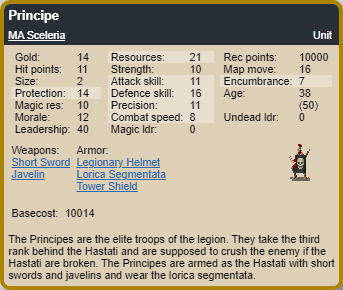 Principe
MA Sceleria Unit
Gold: 14 Resources: 21 Rec points: 10000
Hit points: 11 Strength: 10 Map move: 16
Size: 2 Attack skill: 11 Encumbrance: 7
Protection: 14 Defence skill: 16 Age: 38
Magic res: 10 Precision: 11 (50)
Morale: 12 Combat speed: 8 Undead ldr: 0
Leadership: 40 Magic ldr: 0
Weapons: Armor:
Short Sword Legionary Helmet
Javelin Lorica Segmentata
Tower Shield
Basecost: 10014
The Principes are the elite troops of the legion. They take the third
rank behind the Hastati and are supposed to crush the enemy if the
Hastati are broken. The Principes are armed as the Hastati with short
swords and javelins and wear the lorica segmentata.